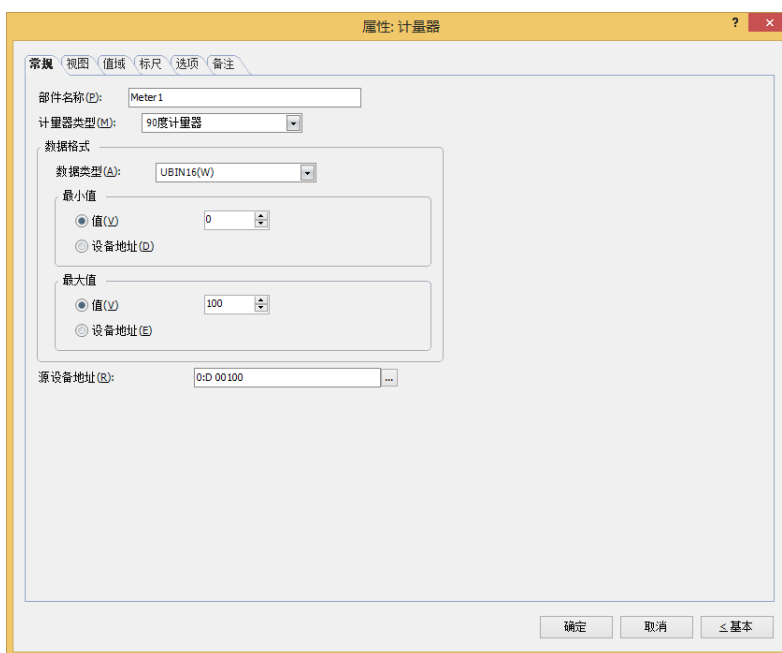 属性: 计量器
?
×
常规 视图 值域 标尺 选项 备注
部件名称(P): Meter1
计量器类型(M): 90度计量器
数据格式
数据类型(A): UBIN16(W)
最小值
值(V) 0
设备地址(D)
最大值
值(V) 100
设备地址(E)
源设备地址(R): 0:D 00100 ...
确定 取消 ≤ 基本